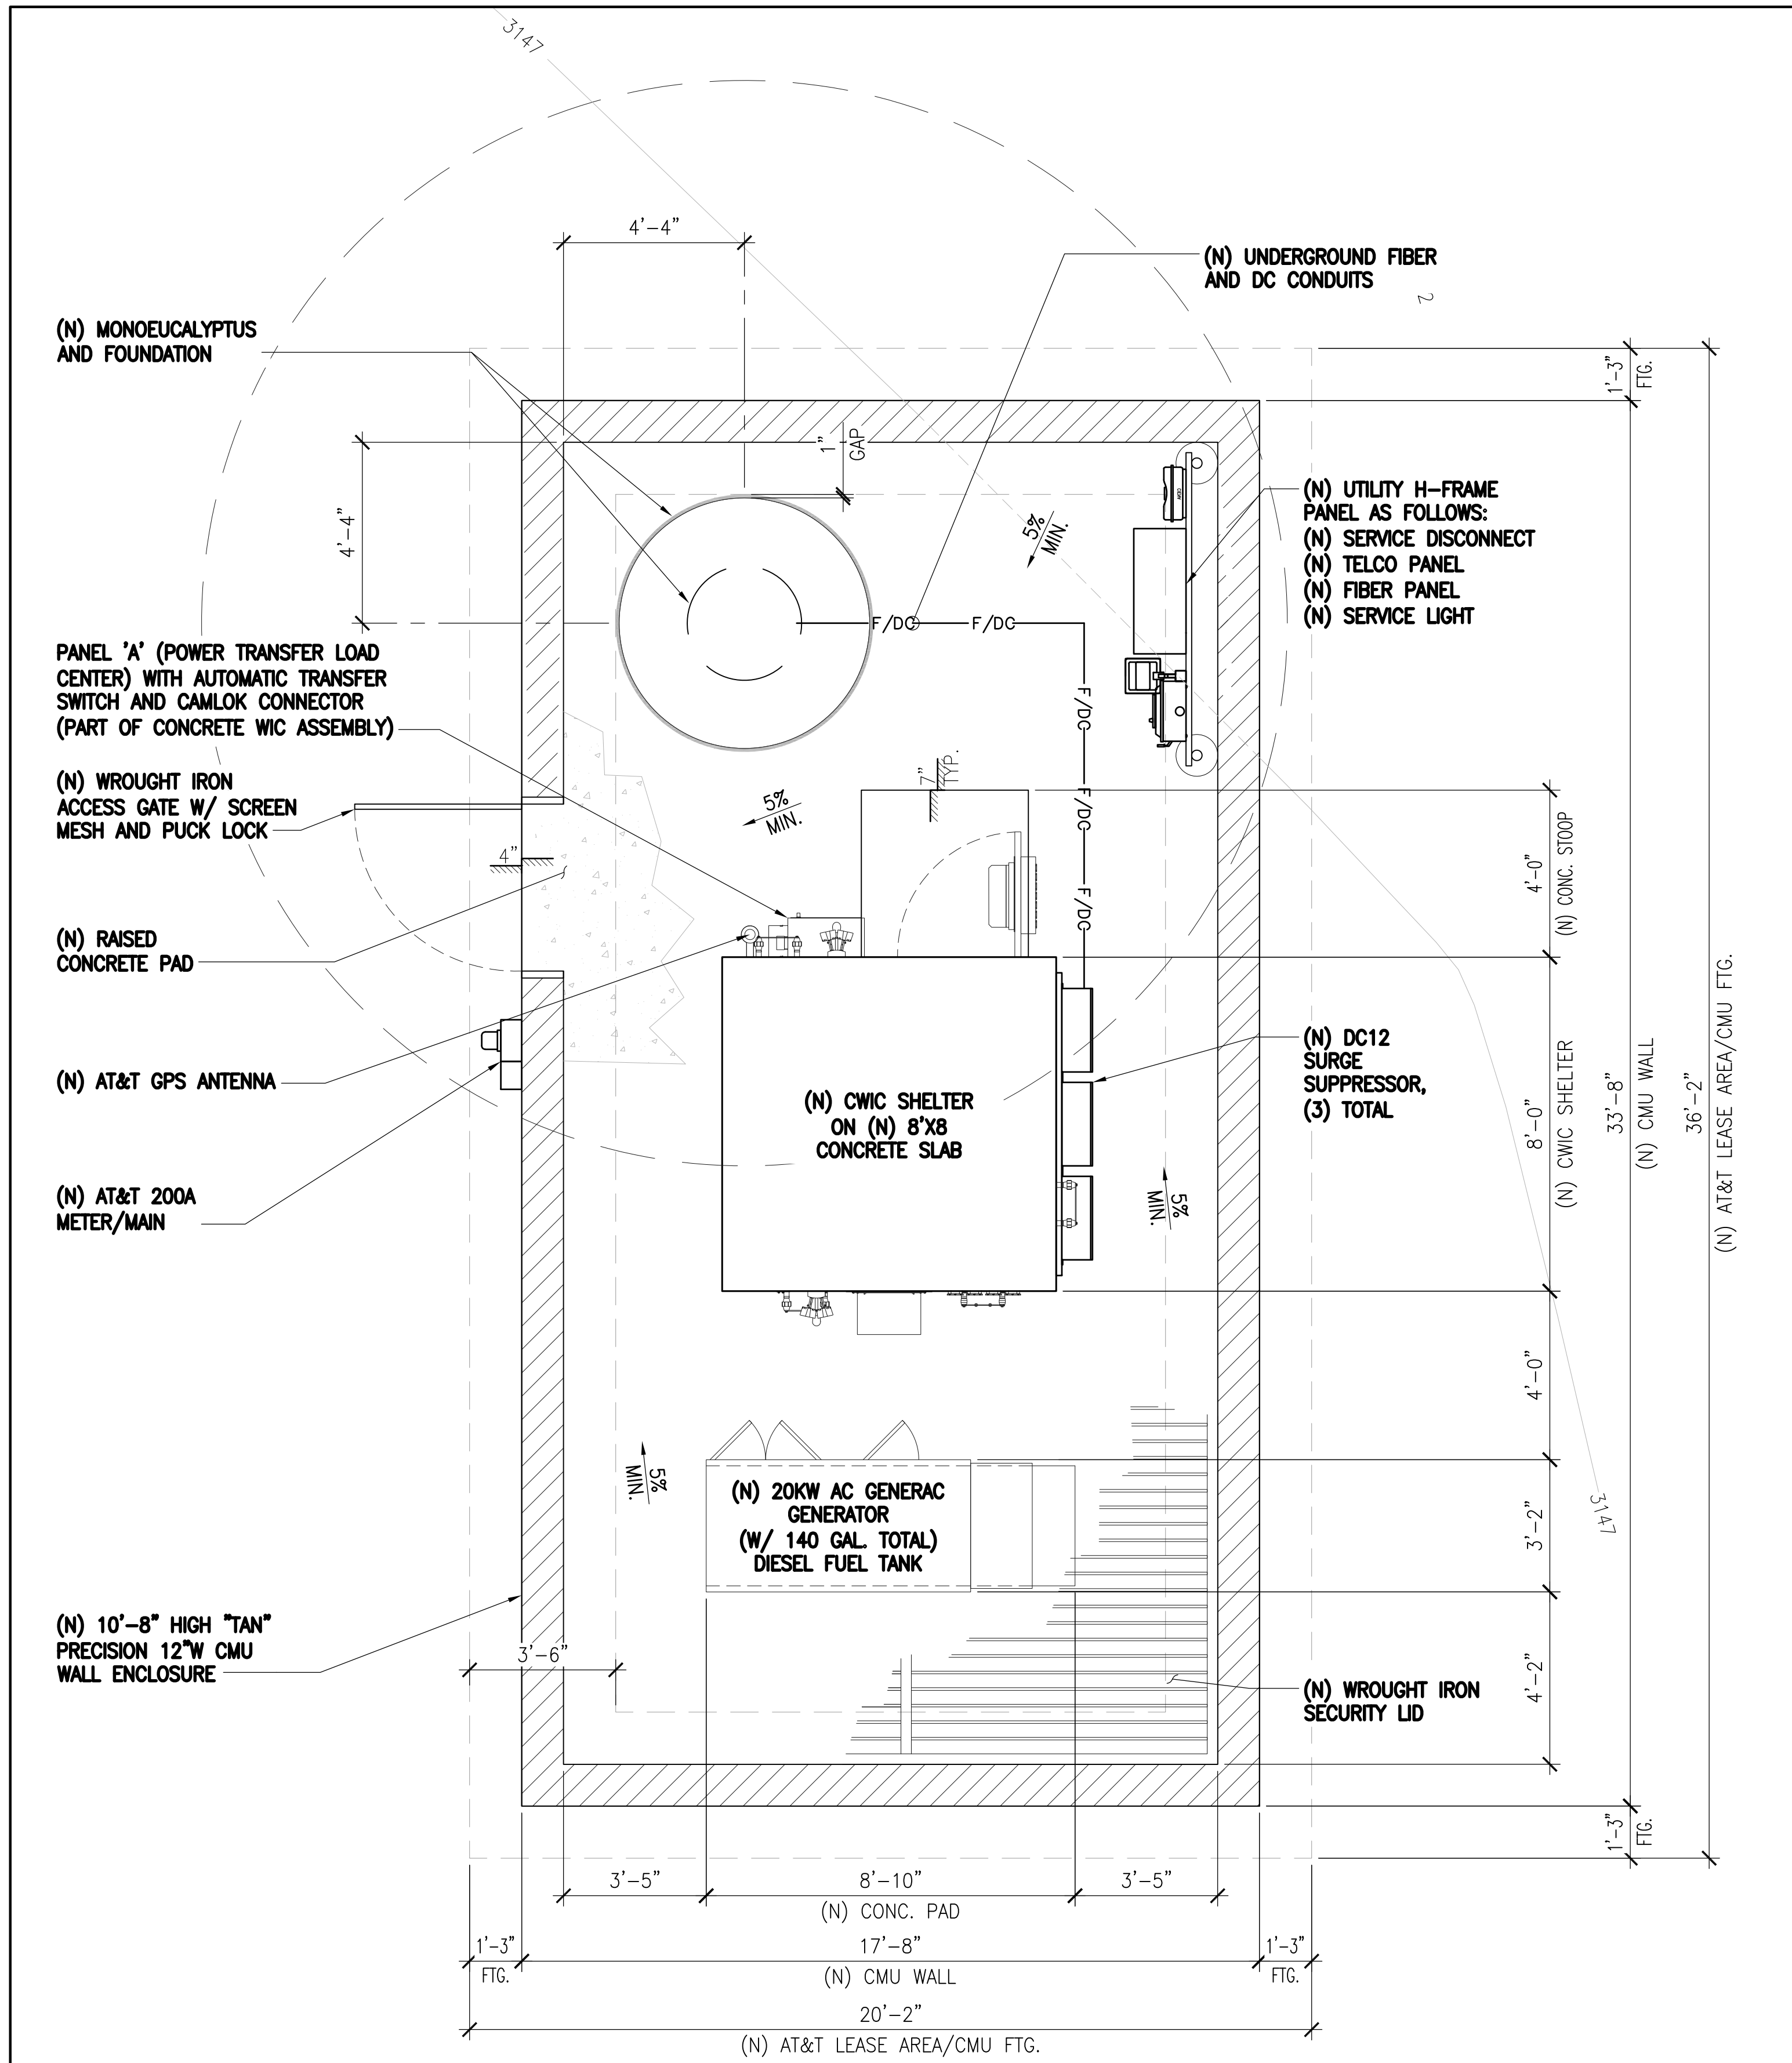 3147
4'-4"
(N) UNDERGROUND FIBER
AND DC CONDUITS
2
(N) MONOEUCALYPTUS
AND FOUNDATION
1'-3"
FTG.
1"
GAP
4'-4"
5%
MIN.
(N) UTILITY H-FRAME
PANEL AS FOLLOWS:
(N) SERVICE DISCONNECT
(N) TELCO PANEL
(N) FIBER PANEL
(N) SERVICE LIGHT
F/DC
F/DC
PANEL 'A' (POWER TRANSFER LOAD
CENTER) WITH AUTOMATIC TRANSFER
SWITCH AND CAMLOK CONNECTOR
(PART OF CONCRETE WIC ASSEMBLY)
F/DC
7"
TYP.
(N) WROUGHT IRON
ACCESS GATE W/ SCREEN
MESH AND PUCK LOCK
5%
MIN.
F/DC
4"
4'-0"
(N) CONC. STOOP
F/DC
(N) RAISED
CONCRETE PAD
(N) AT&T GPS ANTENNA
(N) DC12
SURGE
SUPPRESSOR,
(3) TOTAL
(N) CWIC SHELTER
ON (N) 8'X8
CONCRETE SLAB
8'-0"
(N) CWIC SHELTER
33'-8"
(N) CMU WALL
36'-2"
(N) AT&T LEASE AREA/CMU FTG.
(N) AT&T 200A
METER/MAIN
5%
MIN.
4'-0"
5%
MIN.
(N) 20KW AC GENERAC
GENERATOR
(W/ 140 GAL. TOTAL)
DIESEL FUEL TANK
3'-2"
3147
(N) 10'-8" HIGH "TAN"
PRECISION 12"W CMU
WALL ENCLOSURE
3'-6"
4'-2"
(N) WROUGHT IRON
SECURITY LID
1'-3"
FTG.
3'-5"
8'-10"
3'-5"
(N) CONC. PAD
1'-3"
17'-8"
1'-3"
FTG.
(N) CMU WALL
FTG.
20'-2"
(N) AT&T LEASE AREA/CMU FTG.